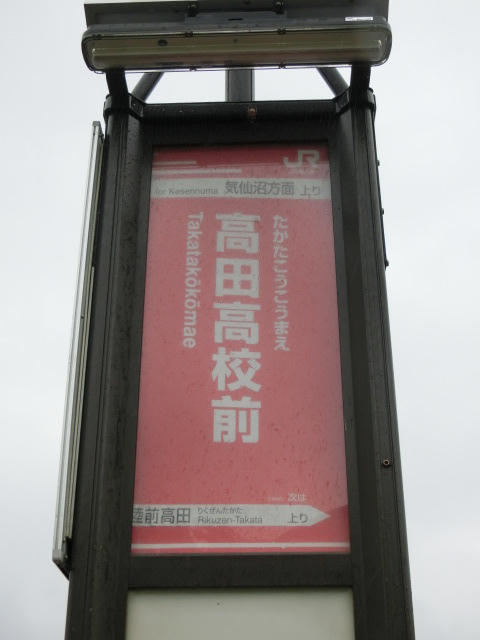 JR
for Kesennuma 気仙沼方面 上り
たかたこうこうまえ
高田高校前
Takatakōkōmae
次は
陸前高田 りくぜんたかた 上り
Rikuzen-Takata